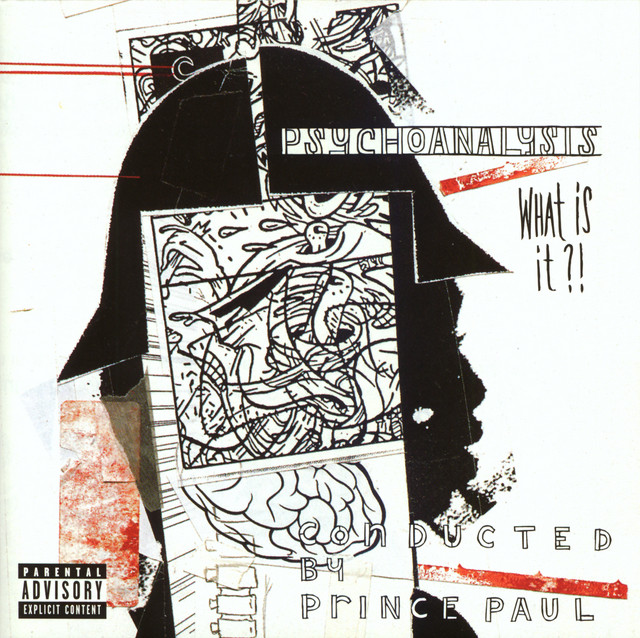 PSYCHOANALYSIS
WHAt iS
it?!
CONDUCTED
BY
PrINCE PAUL
PARENTAL
ADVISORY
EXPLICIT CONTENT